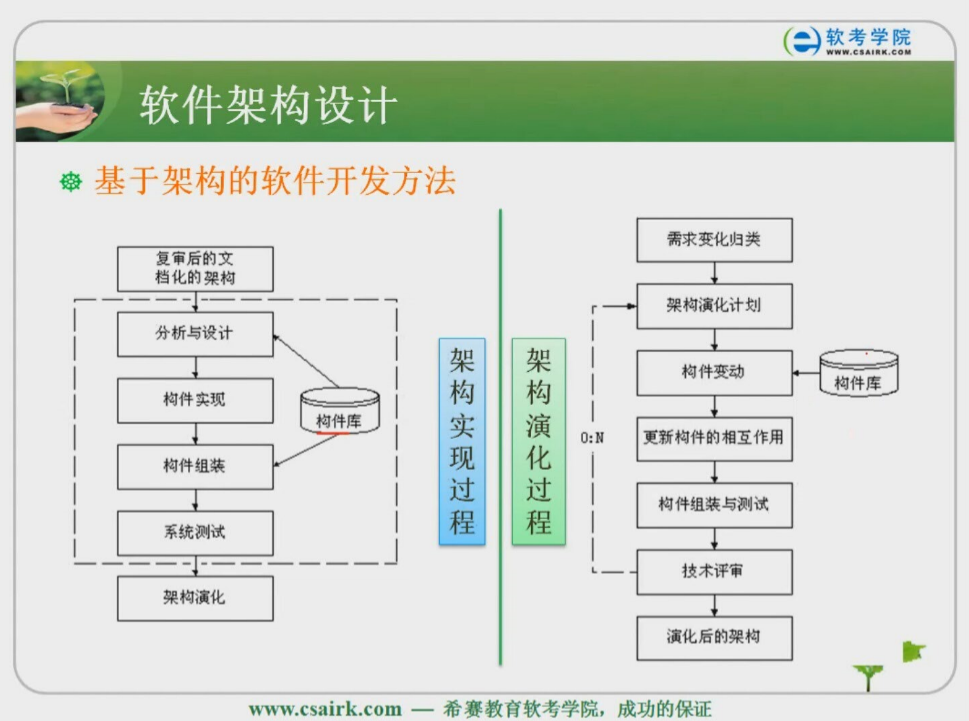 软考学院
WWW.CSAIRK.COM
软件架构设计
基于架构的软件开发方法
复审后的文
档化的架构
分析与设计
构件实现
构件组装
系统测试
架构演化
构件库
架构实现过程
架构演化过程
需求变化归类
架构演化计划
构件变动
构件库
0:N
更新构件的相互作用
构件组装与测试
技术评审
演化后的架构
www.csairk.com — 希赛教育软考学院，成功的保证